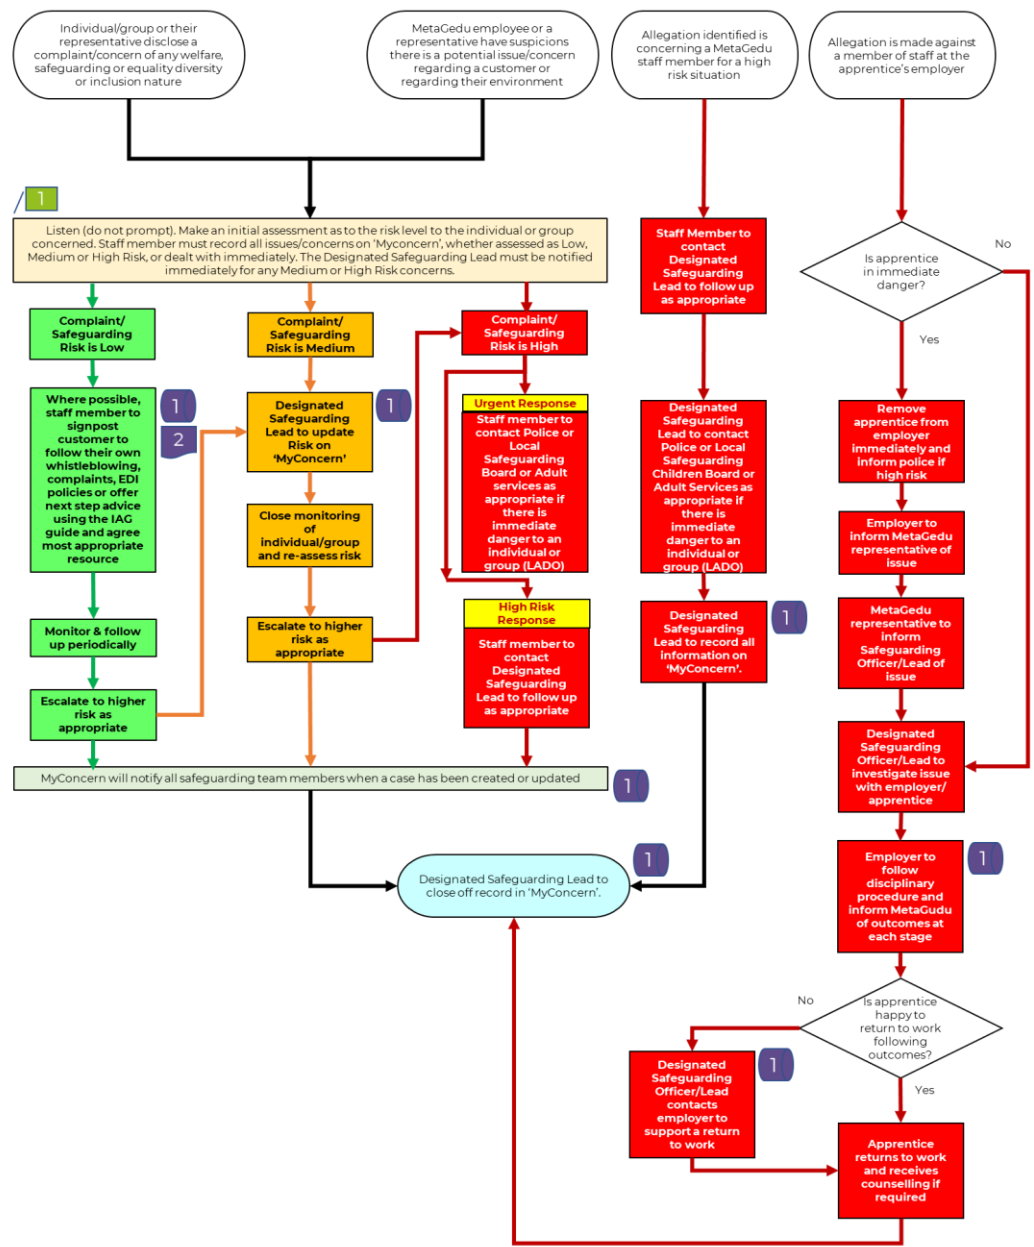 Individual/group or their
representative disclose a
complaint/concern of any welfare,
safeguarding or equality diversity
or inclusion nature
MetaGedu employee or a
representative have suspicions
there is a potential issue/concern
regarding a customer or
regarding their environment
Allegation identified is
concerning a MetaGedu
staff member for a high
risk situation
Allegation is made against
a member of staff at the
apprentice's employer
1
Listen (do not prompt). Make an initial assessment as to the risk level to the individual or group
concerned. Staff member must record all issues/concerns on 'Myconcern', whether assessed as Low,
Medium or High Risk, or dealt with immediately. The Designated Safeguarding Lead must be notified
immediately for any Medium or High Risk concerns.
Complaint/
Safeguarding
Risk is Low
Where possible,
staff member to
signpost
customer to
follow their own
whistleblowing,
complaints, EDI
policies or offer
next step advice
using the IAG
guide and agree
most appropriate
resource
1
2
Monitor & follow
up periodically
Escalate to higher
risk as
appropriate
Complaint/
Safeguarding
Risk is Medium
Designated
Safeguarding
Lead to update
Risk on
'MyConcern'
1
Close monitoring
of
individual/group
and re-assess risk
Escalate to higher
risk as
appropriate
Complaint/
Safeguarding
Risk is High
Urgent Response
Staff member to
contact Police or
Local
Safeguarding
Board or Adult
services as
appropriate if
there is
immediate
danger to an
individual or
group (LADO)
High Risk
Response
Staff member to
contact
Designated
Safeguarding
Lead to follow up
as appropriate
MyConcern will notify all safeguarding team members when a case has been created or updated
1
Staff Member to
contact
Designated
Safeguarding
Lead to follow up
as appropriate
Designated
Safeguarding
Lead to contact
Police or Local
Safeguarding
Children Board or
Adult Services as
appropriate if
there is
immediate
danger to an
individual or
group (LADO)
Designated
Safeguarding
Lead to record all
information on
'MyConcern'.
1
Designated Safeguarding Lead to
close off record in 'MyConcern'.
1
Is apprentice
in immediate
danger?
No
Yes
Remove
apprentice from
employer
immediately and
inform police if
high risk
Employer to
inform MetaGedu
representative of
issue
MetaGedu
representative to
inform
Safeguarding
Officer/Lead of
issue
Designated
Safeguarding
Officer/Lead to
investigate issue
with employer/
apprentice
Employer to
follow
disciplinary
procedure and
inform MetaGudu
of outcomes at
each stage
1
Is apprentice
happy to
return to work
following
outcomes?
No
Yes
Designated
Safeguarding
Officer/Lead
contacts
employer to
support a return
to work
1
Apprentice
returns to work
and receives
counselling if
required